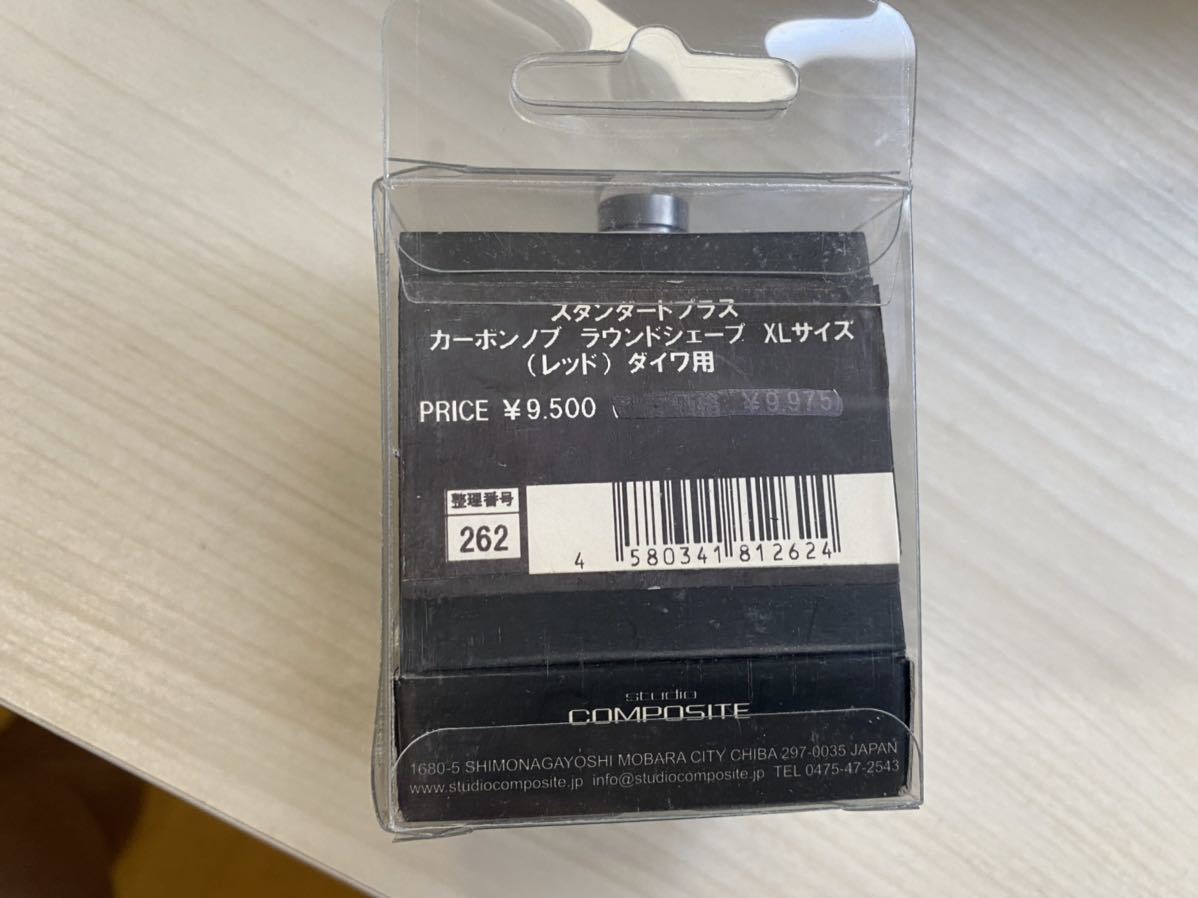 スタンダードプラス
カーボンノブ ラウンドシェープ XLサイズ
（レッド）ダイワ用
PRICE ￥9.500 ( ￥9.975)
整理番号
262
4 580341 812624
studio
COMPOSITE
1680-5 SHIMONAGAYOSHI MOBARA CITY CHIBA 297-0035 JAPAN
www.studiocomposite.jp info@studiocomposite.jp TEL 0475-47-2543